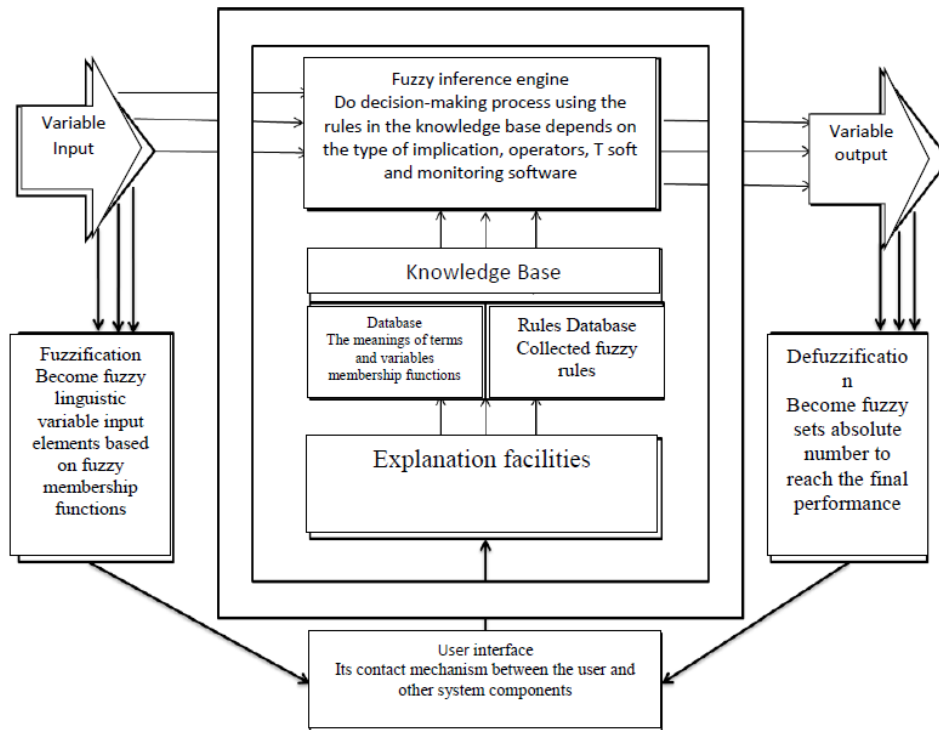 Variable
Input
Fuzzy inference engine
Do decision-making process using the
rules in the knowledge base depends on
the type of implication, operators, T soft
and monitoring software
Variable
output
Knowledge Base
Database
The meanings of terms
and variables
membership functions
Rules Database
Collected fuzzy
rules
Fuzzification
Become fuzzy
linguistic
variable input
elements based
on fuzzy
membership
functions
Defuzzificatio
n
Become fuzzy
sets absolute
number to
reach the final
performance
Explanation facilities
User interface
Its contact mechanism between the user and
other system components